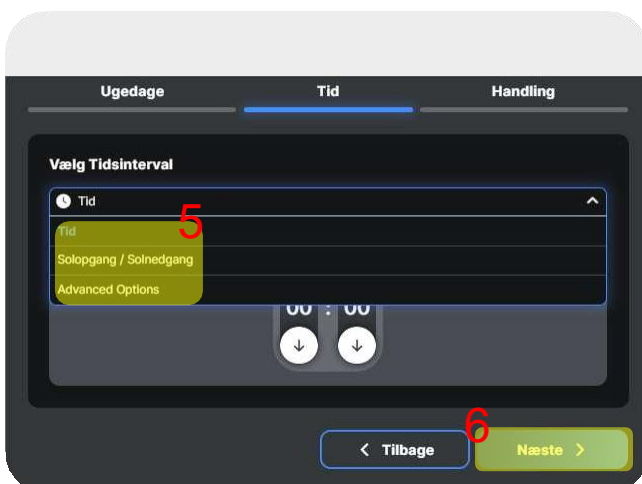 Ugedage Tid Handling
Vælg Tidsinterval
Tid
5
Tid
Solopgang / Solnedgang
Advanced Options
00 : 00
6
Tilbage Næste